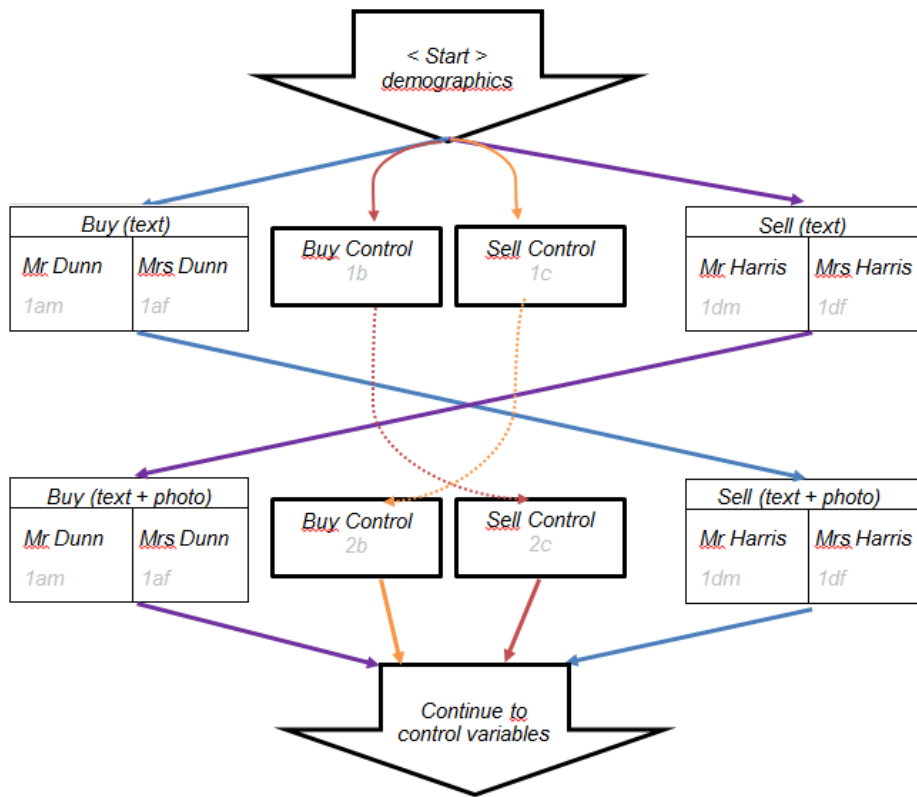 < Start >
demographics
Buy (text)
Mr Dunn
1am
Mrs Dunn
1af
Buy Control
1b
Sell Control
1c
Sell (text)
Mr Harris
1dm
Mrs Harris
1df
Buy (text + photo)
Mr Dunn
1am
Mrs Dunn
1af
Buy Control
2b
Sell Control
2c
Sell (text + photo)
Mr Harris
1dm
Mrs Harris
1df
Continue to
control variables